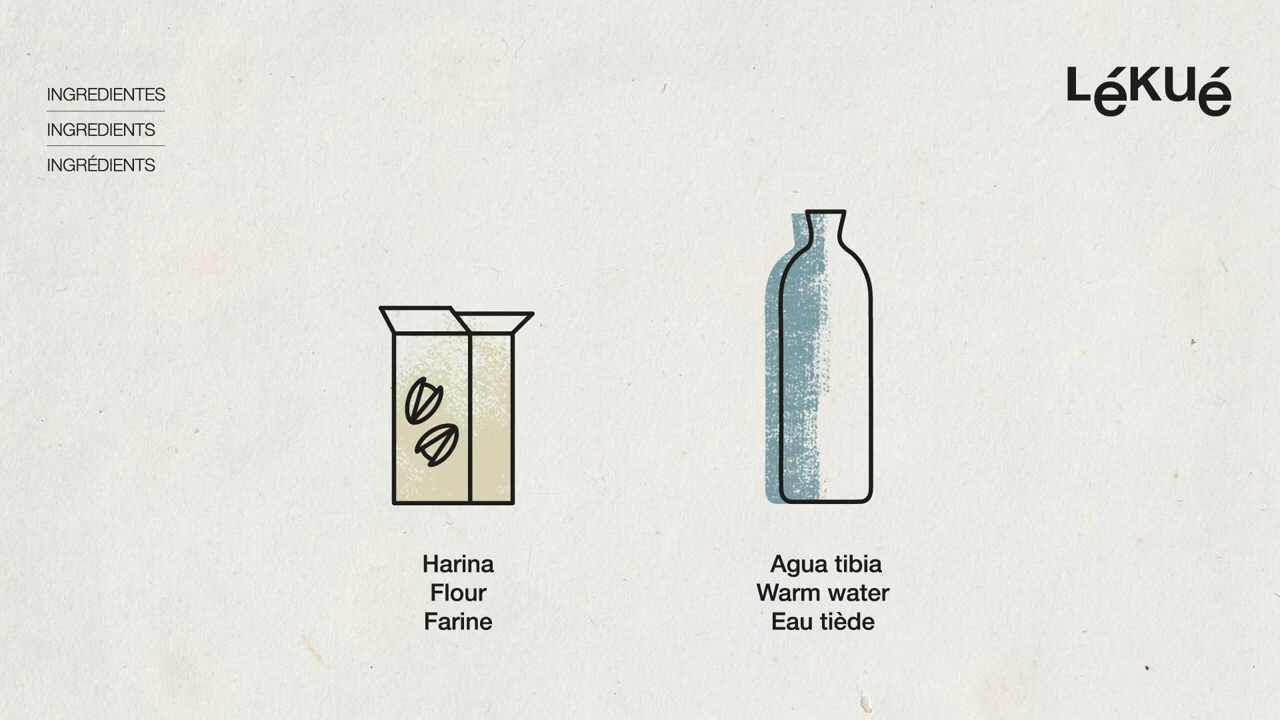 INGREDIENTES
INGREDIENTS
INGRÉDIENTS
LéKUé
Harina
Flour
Farine
Agua tibia
Warm water
Eau tiède